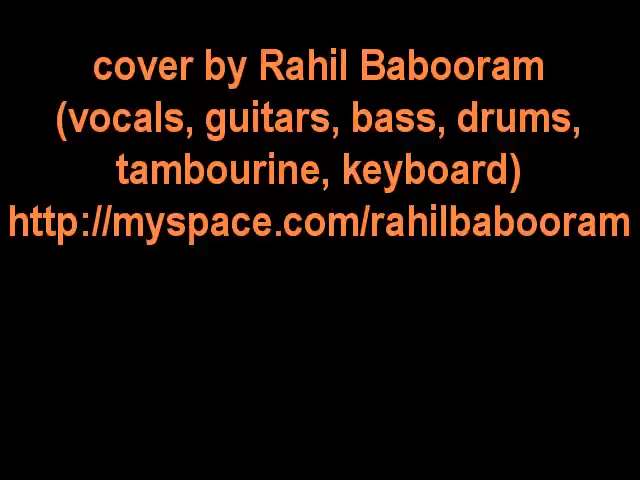 cover by Rahil Babooram
(vocals, guitars, bass, drums,
tambourine, keyboard)
http://myspace.com/rahilbabooram